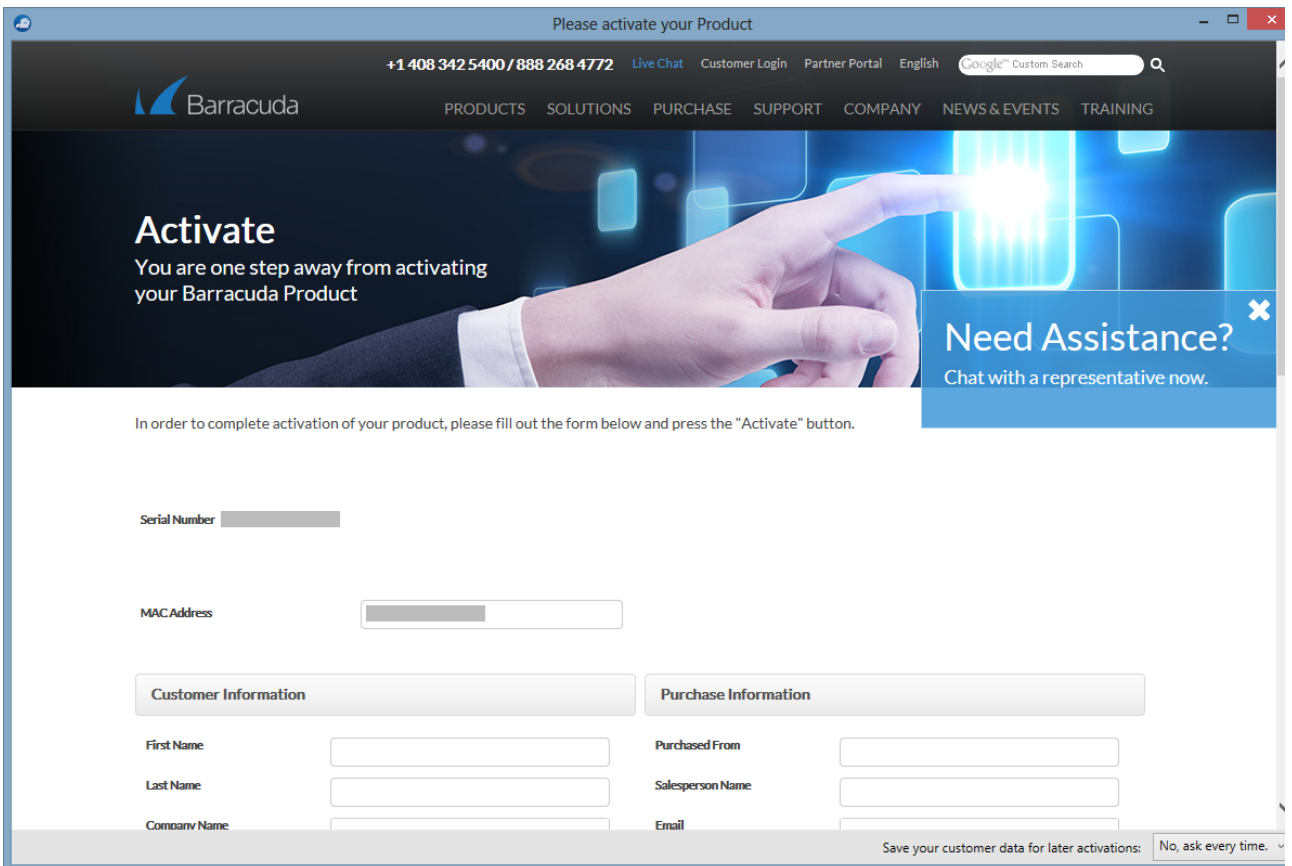 Please activate your Product
+1 408 342 5400 / 888 268 4772 Live Chat Customer Login Partner Portal English Google™ Custom Search
Barracuda
PRODUCTS SOLUTIONS PURCHASE SUPPORT COMPANY NEWS & EVENTS TRAINING
Activate
You are one step away from activating
your Barracuda Product
Need Assistance?
Chat with a representative now.
In order to complete activation of your product, please fill out the form below and press the "Activate" button.
Serial Number
MAC Address
Customer Information
Purchase Information
First Name
Purchased From
Last Name
Salesperson Name
Company Name
Email
Save your customer data for later activations: No, ask every time.